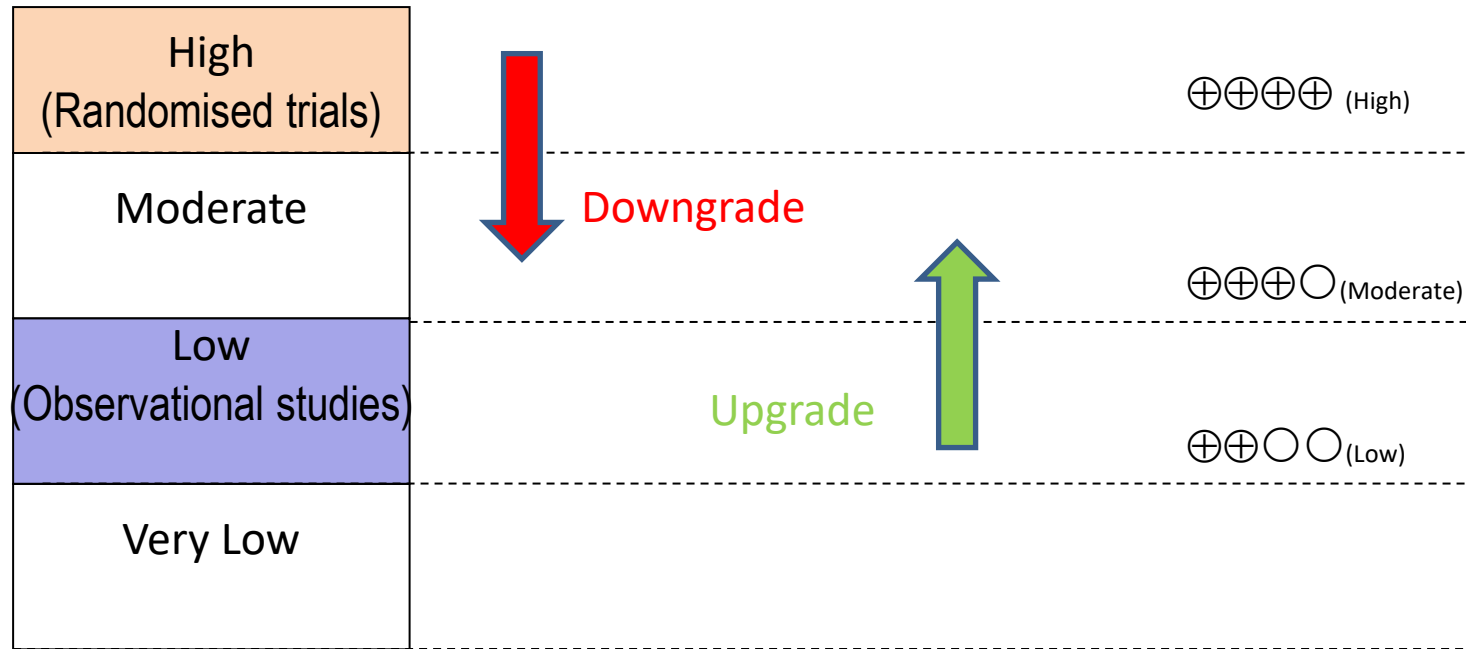 High
(Randomised trials)
⊕⊕⊕⊕ (High)
Moderate
Downgrade
⊕⊕⊕○ (Moderate)
Low
(Observational studies)
Upgrade
⊕⊕○○ (Low)
Very Low